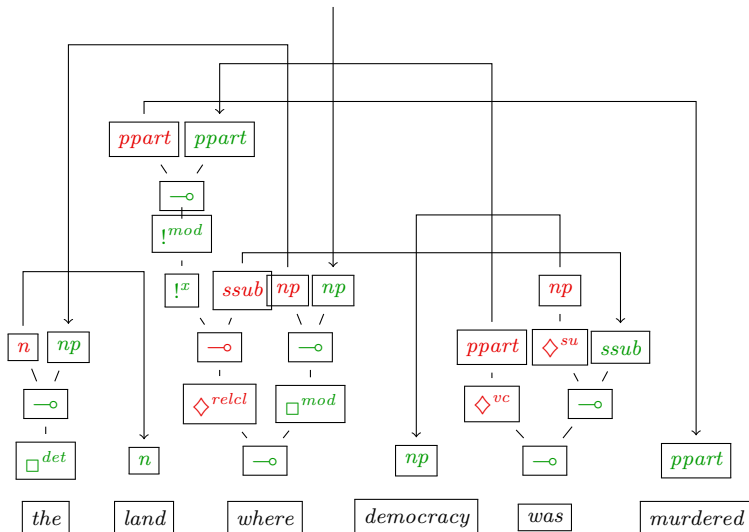 ppart ppart
⊸
!mod
!x ssub np np
n np ⊸ ⊸ ppart ◇su ssub np
⊸ ◇relcl □mod ◇vc ⊸
□det n ⊸ np ⊸ ppart
the land where democracy was murdered